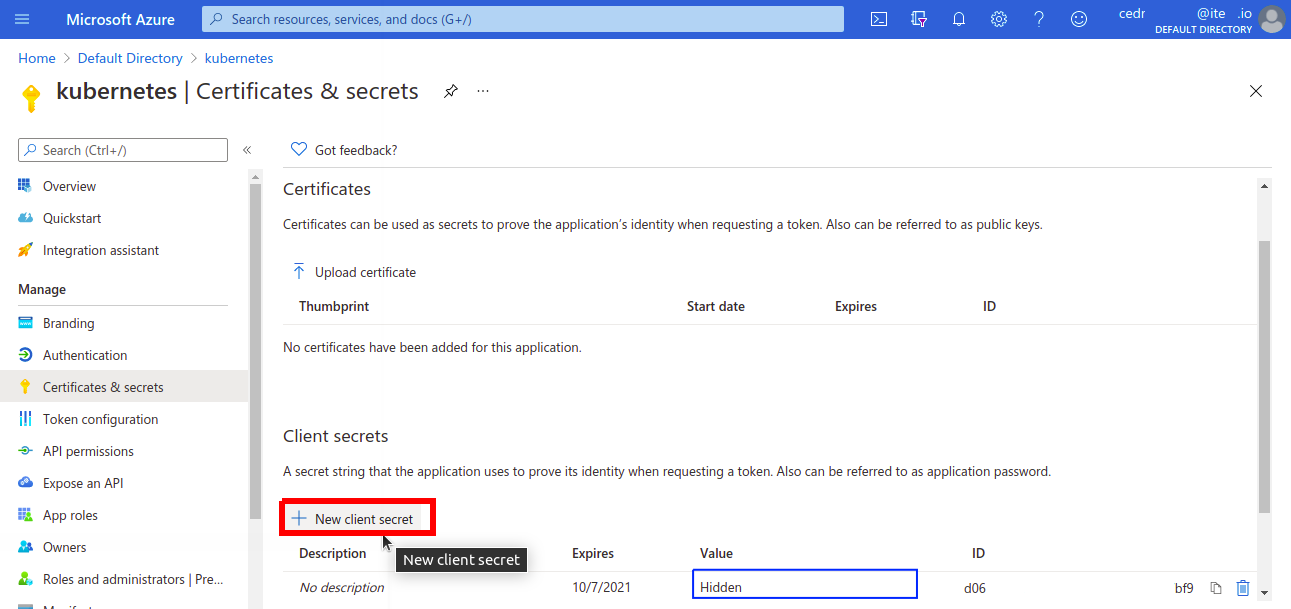 Microsoft Azure
Search resources, services, and docs (G+/)
cedr @ite .io
DEFAULT DIRECTORY
Home > Default Directory > kubernetes
kubernetes | Certificates & secrets
Search (Ctrl+/)
Got feedback?
Overview
Quickstart
Integration assistant
Manage
Branding
Authentication
Certificates & secrets
Token configuration
API permissions
Expose an API
App roles
Owners
Roles and administrators | Pre...
Certificates
Certificates can be used as secrets to prove the application's identity when requesting a token. Also can be referred to as public keys.
Upload certificate
Thumbprint Start date Expires ID
No certificates have been added for this application.
Client secrets
A secret string that the application uses to prove its identity when requesting a token. Also can be referred to as application password.
New client secret
New client secret
Description Expires Value ID
No description 10/7/2021 Hidden d06 bf9